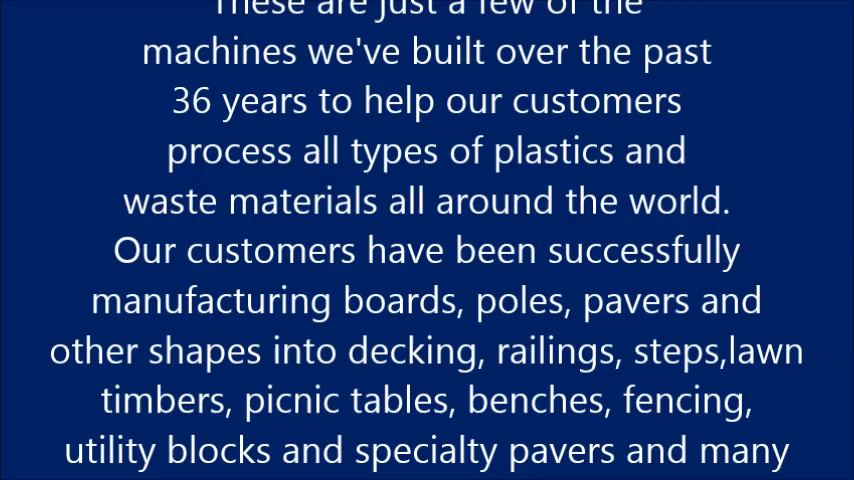 These are just a few of the
machines we've built over the past
36 years to help our customers
process all types of plastics and
waste materials all around the world.
Our customers have been successfully
manufacturing boards, poles, pavers and
other shapes into decking, railings, steps,lawn
timbers, picnic tables, benches, fencing,
utility blocks and specialty pavers and many